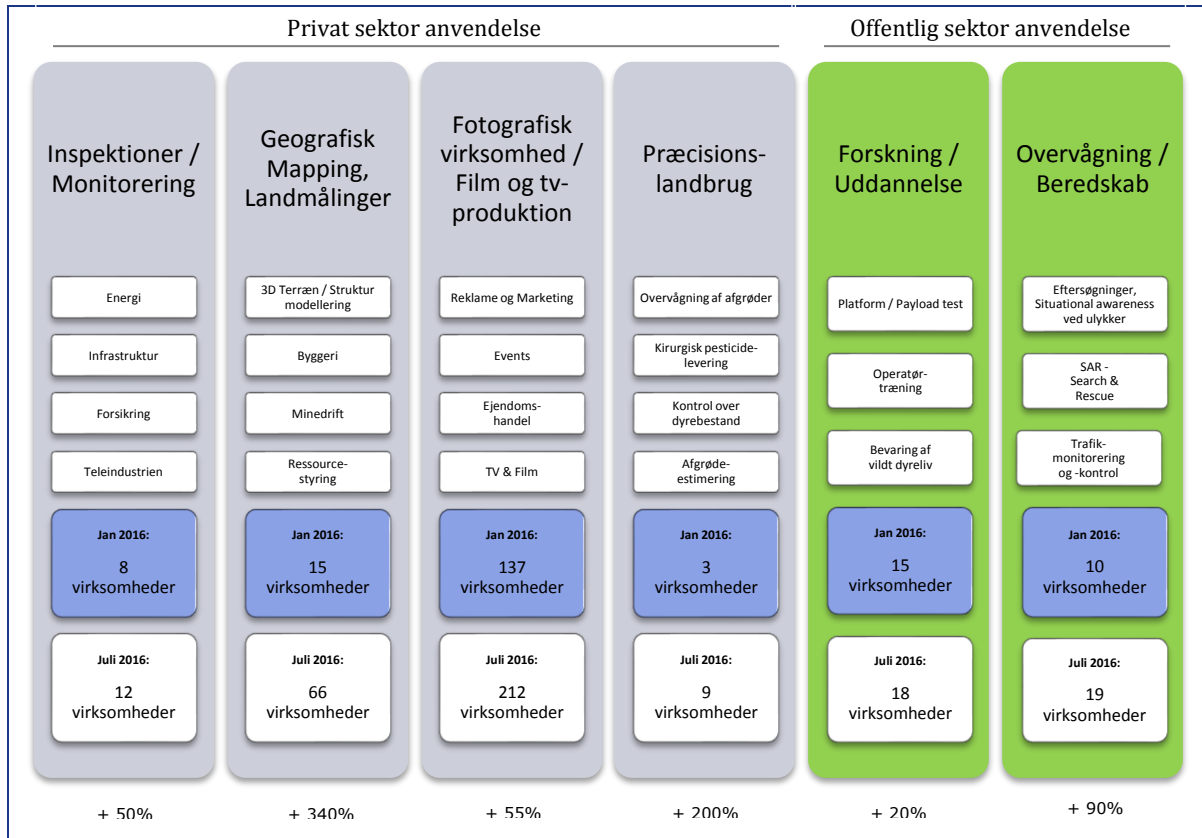 Privat sektor anvendelse
Offentlig sektor anvendelse
Inspektioner /
Monitorering
Energi
Infrastruktur
Forsikring
Teleindustrien
Jan 2016:
8
virksomheder
Juli 2016:
12
virksomheder
+ 50%
Geografisk
Mapping,
Landmålinger
3D Terræn / Struktur
modellering
Byggeri
Minedrift
Ressource-
styring
Jan 2016:
15
virksomheder
Juli 2016:
66
virksomheder
+ 340%
Fotografisk
virksomhed /
Film og tv-
produktion
Reklame og Marketing
Events
Ejendoms-
handel
TV & Film
Jan 2016:
137
virksomheder
Juli 2016:
212
virksomheder
+ 55%
Præcisions-
landbrug
Overvågning af afgrøder
Kirurgisk pesticide-
levering
Kontrol over
dyrebestand
Afgrøde-
estimering
Jan 2016:
3
virksomheder
Juli 2016:
9
virksomheder
+ 200%
Forskning /
Uddannelse
Platform / Payload test
Operatør-
træning
Bevaring af
vildt dyreliv
Jan 2016:
15
virksomheder
Juli 2016:
18
virksomheder
+ 20%
Overvågning /
Beredskab
Eftersøgninger,
Situational awareness
ved ulykker
SAR -
Search &
Rescue
Trafik-
monitorering
og -kontrol
Jan 2016:
10
virksomheder
Juli 2016:
19
virksomheder
+ 90%